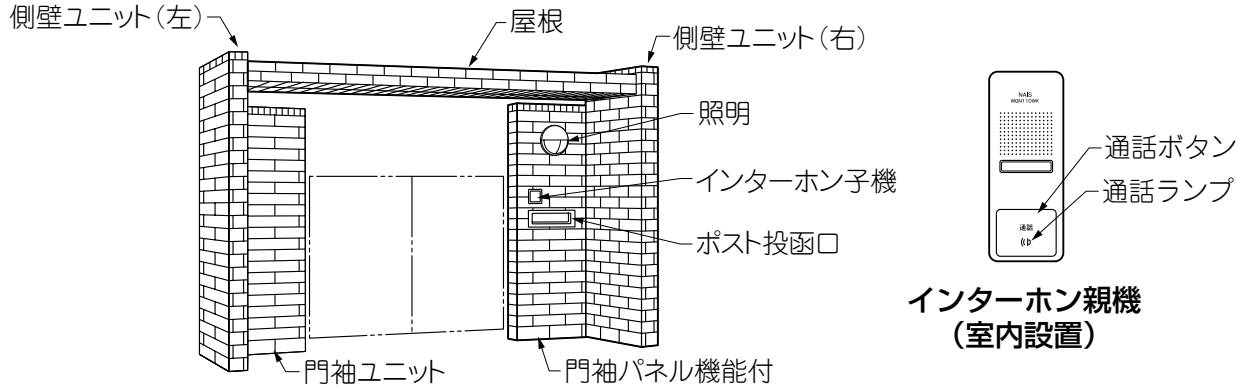 側壁ユニット（左）
屋根
側壁ユニット（右）
照明
インターホン子機
ポスト投函口
門袖ユニット
門袖パネル機能付
NAIS
WQN110WK
通話ボタン
通話ランプ
通話
インターホン親機
（室内設置）